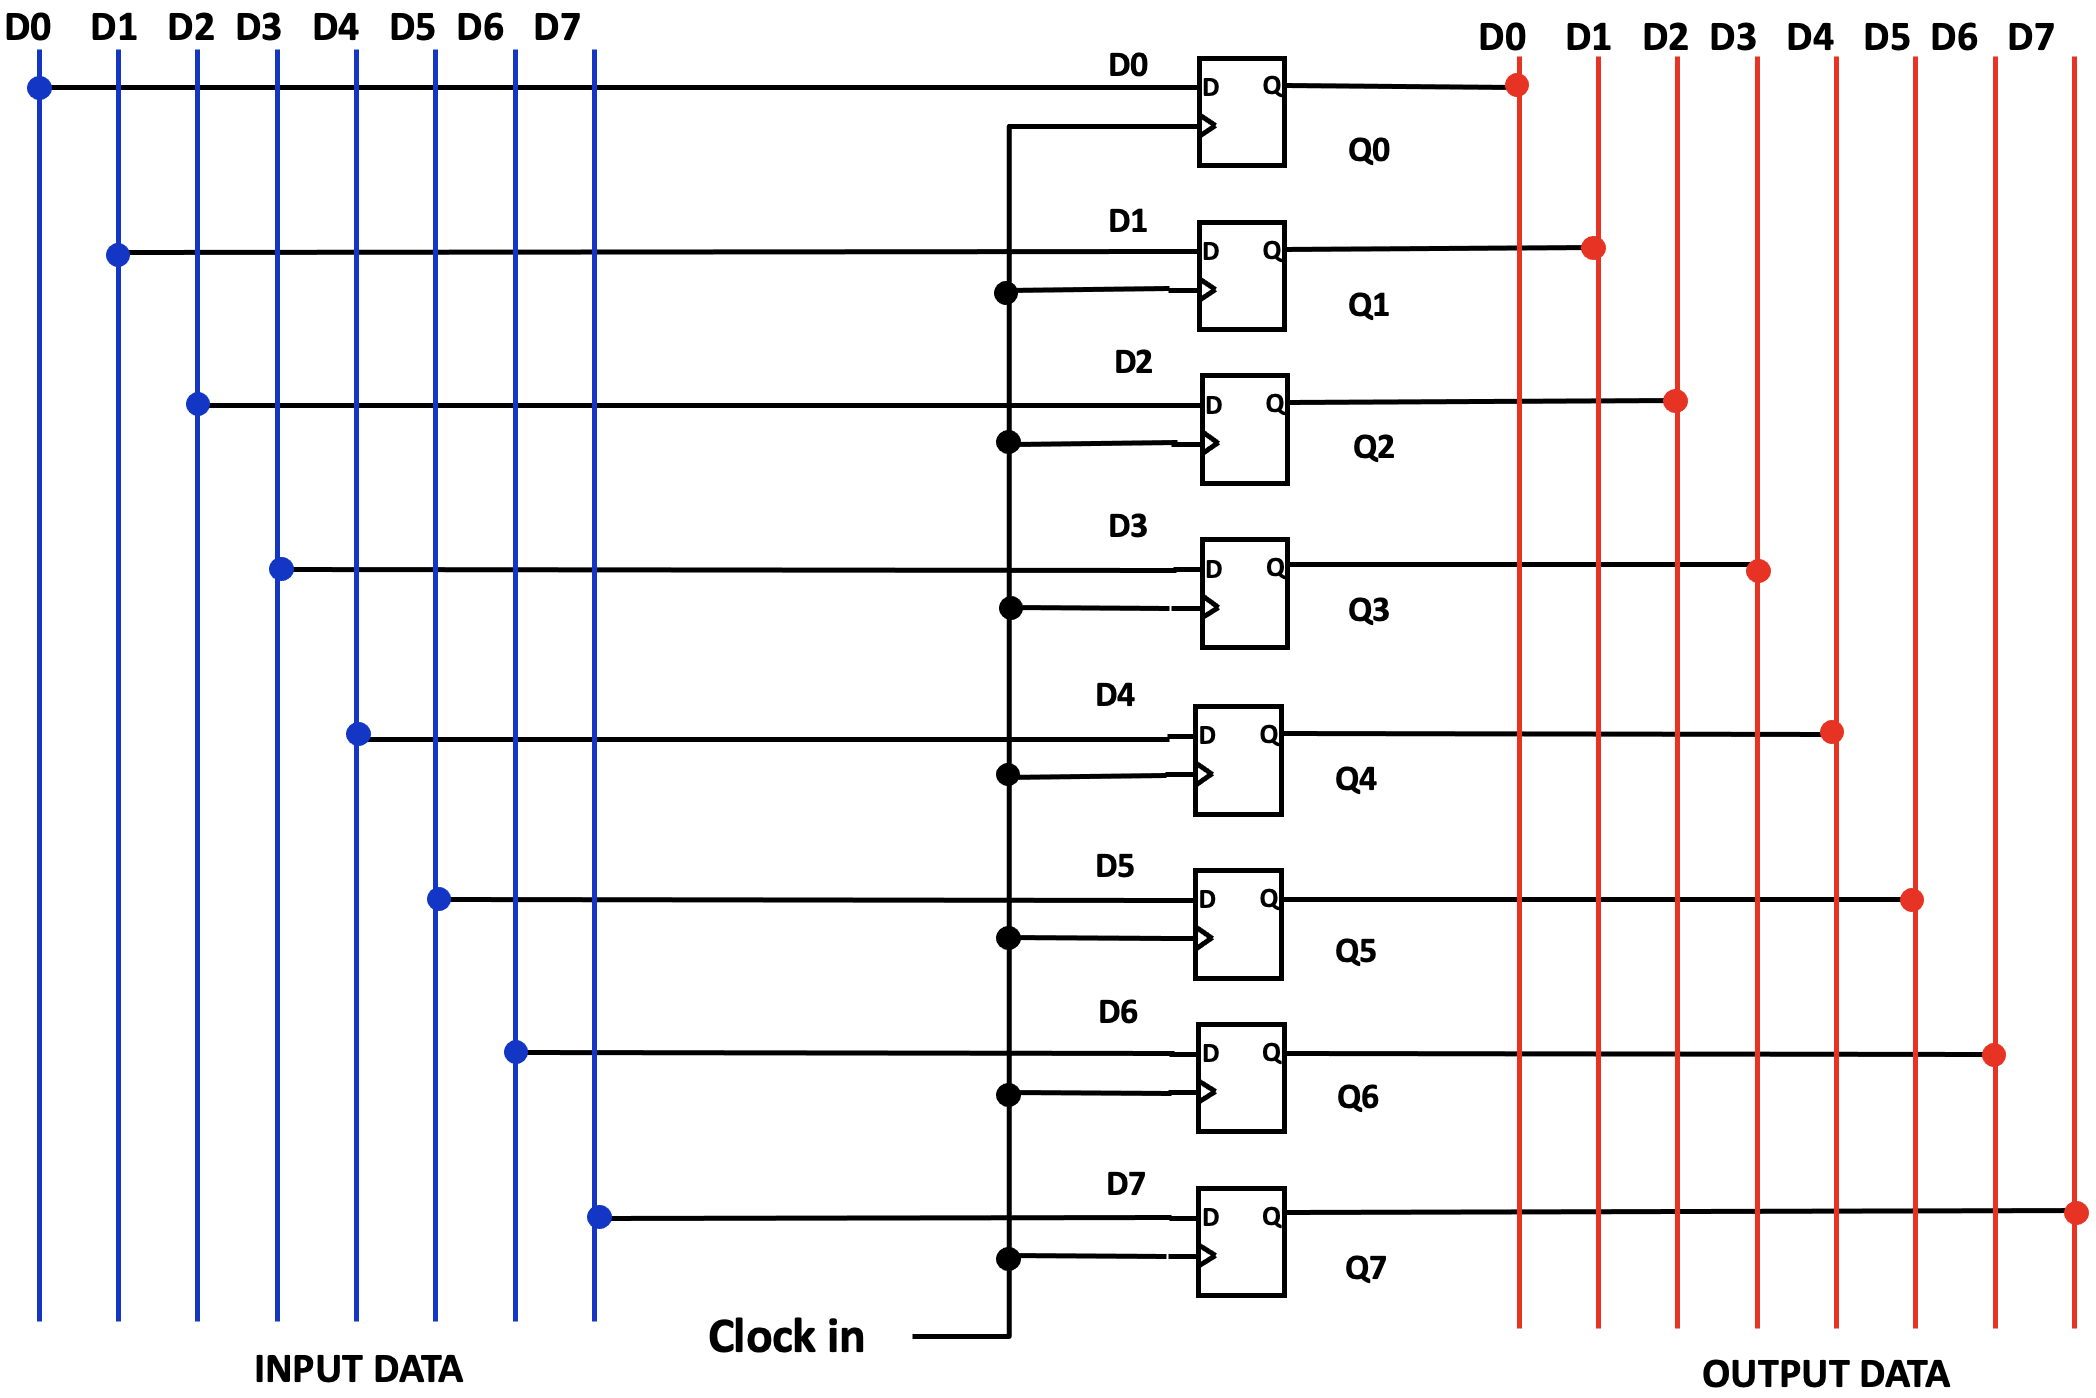 D0 D1 D2 D3 D4 D5 D6 D7
D0 D1 D2 D3 D4 D5 D6 D7
D0
D Q
Q0
D1
D Q
Q1
D2
D Q
Q2
D3
D Q
Q3
D4
D Q
Q4
D5
D Q
Q5
D6
D Q
Q6
D7
D Q
Q7
Clock in
INPUT DATA
OUTPUT DATA